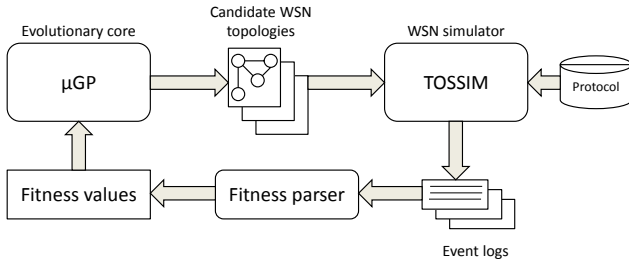 Evolutionary core
Candidate WSN
topologies
WSN simulator
µGP
TOSSIM
Protocol
Fitness values
Fitness parser
Event logs